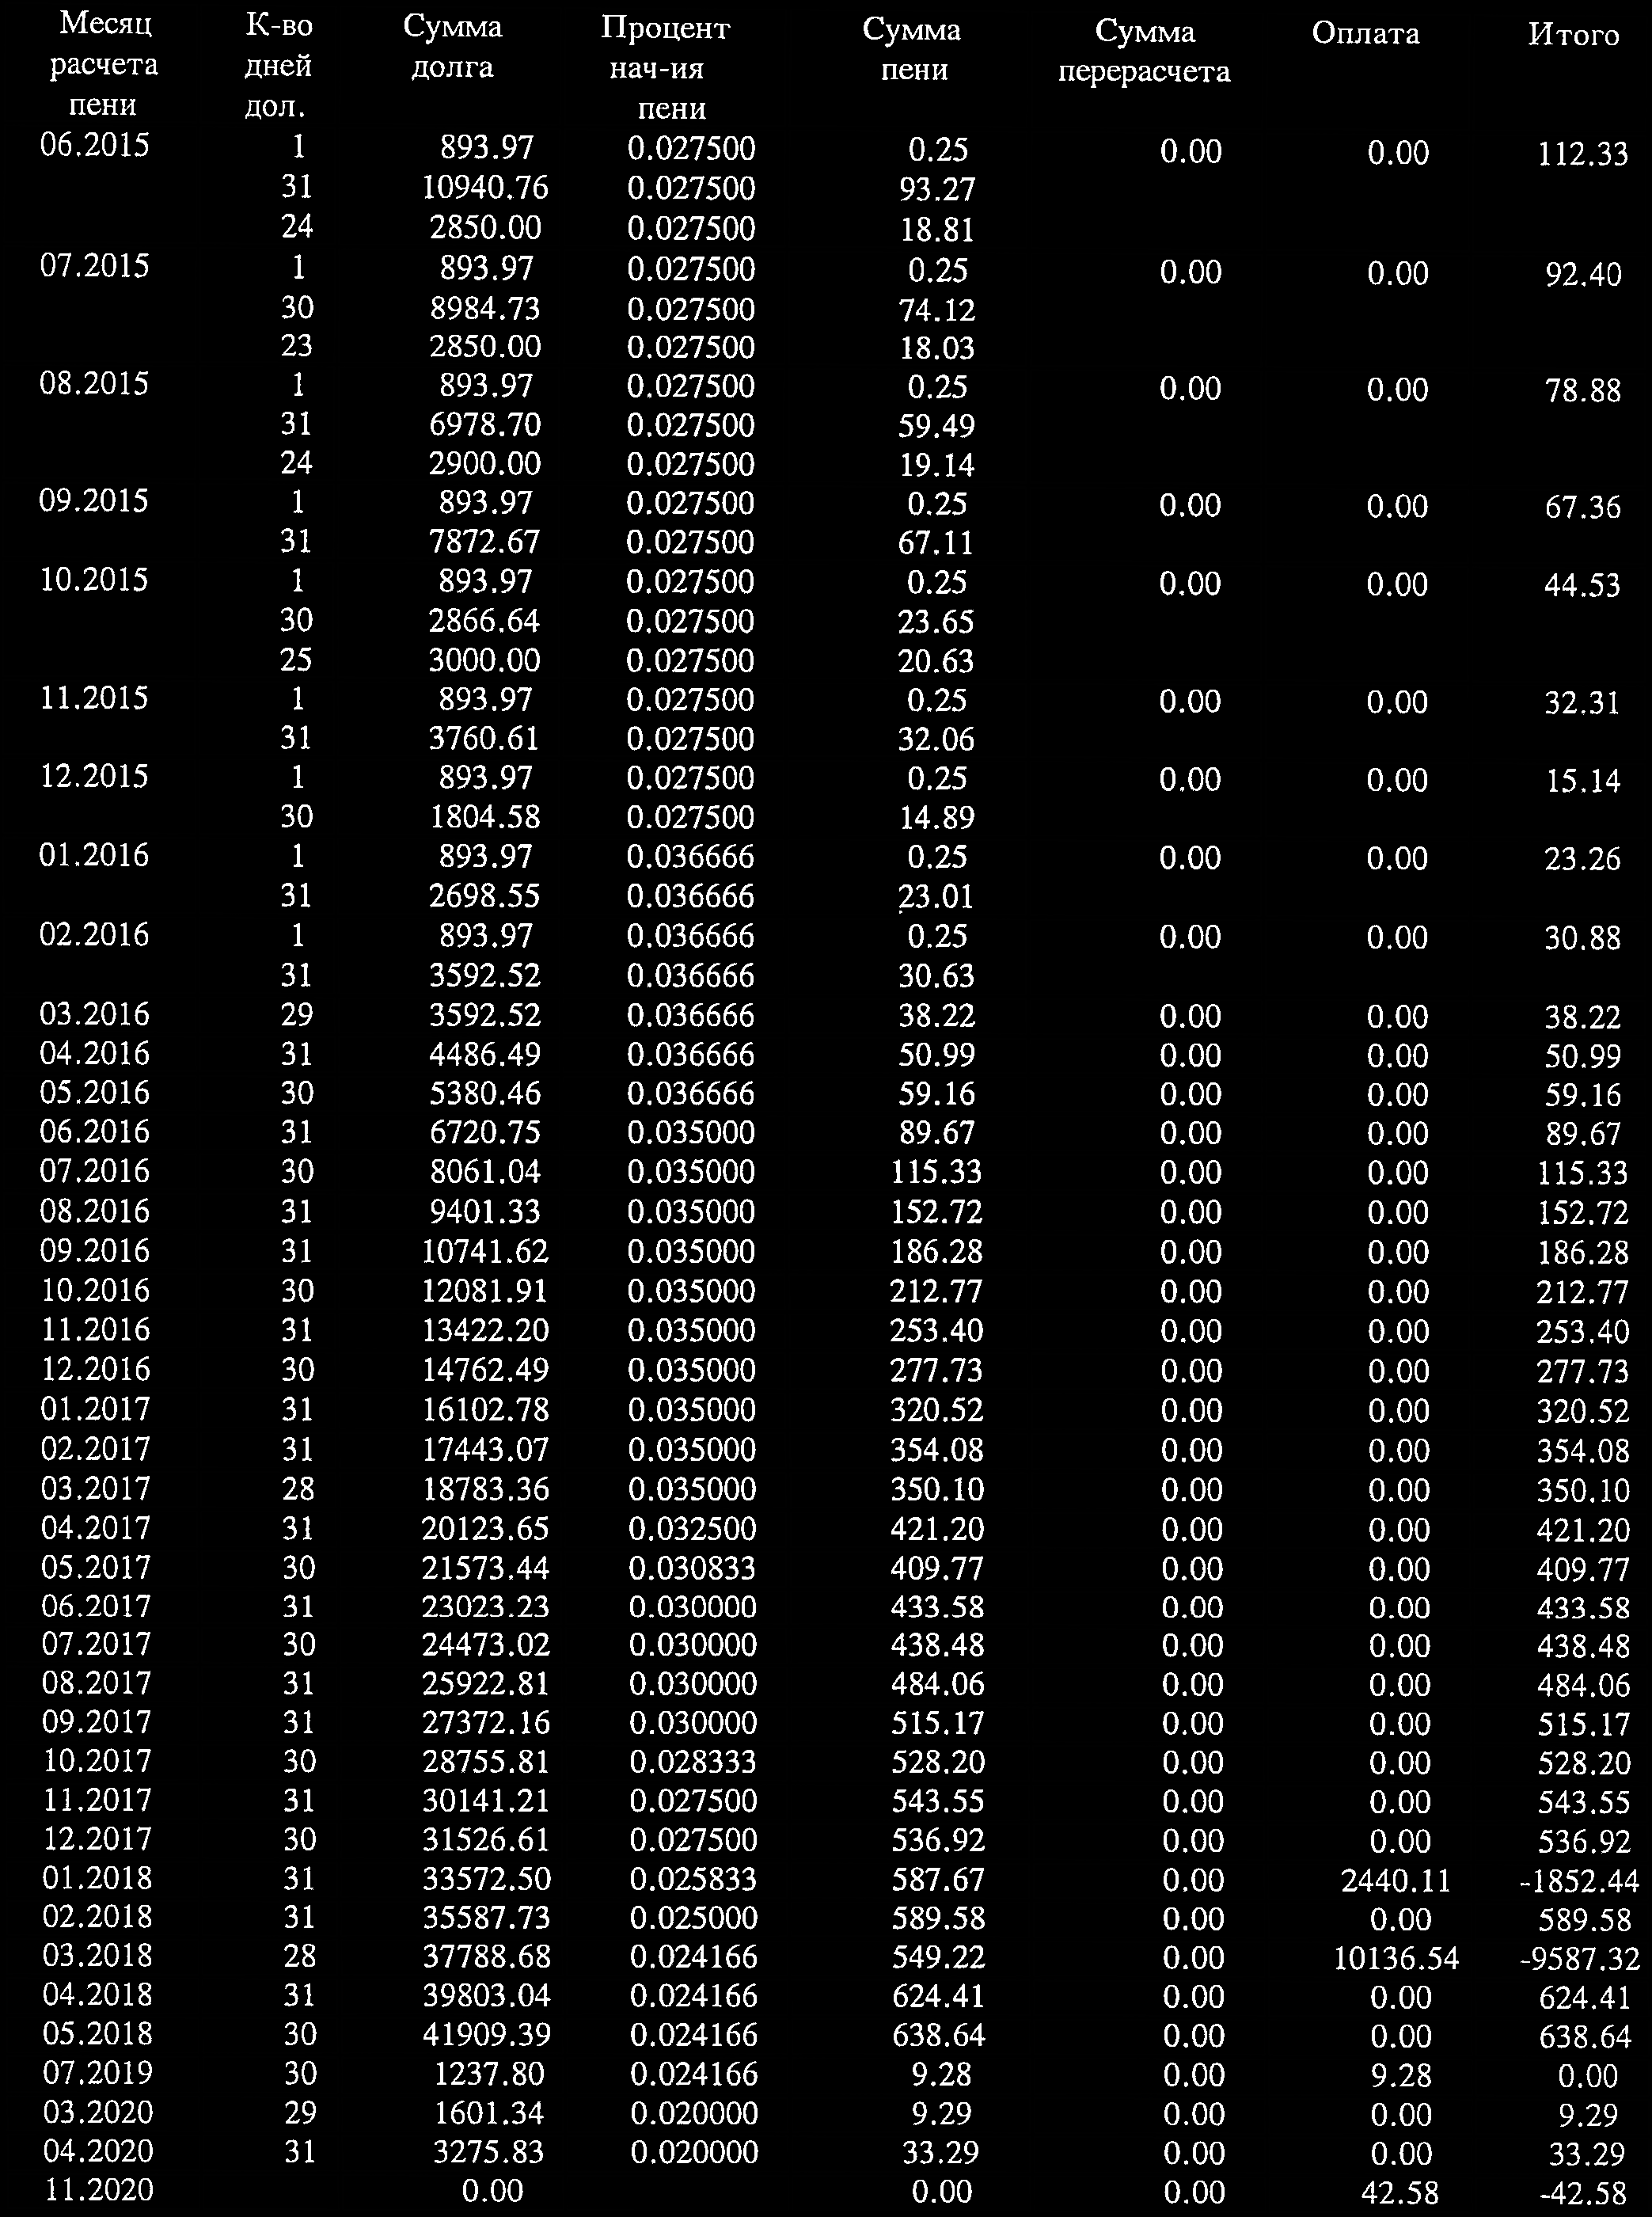 Месяц К-во Сумма Процент Сумма Сумма Оплата Итого
расчета дней долга нач-ия пени перерасчета
пени дол. пени
06.2015 1 893.97 0.027500 0.25 0.00 0.00 112.33
31 10940.76 0.027500 93.27
24 2850.00 0.027500 18.81
07.2015 1 893.97 0.027500 0.25 0.00 0.00 92.40
30 8984.73 0.027500 74.12
23 2850.00 0.027500 18.03
08.2015 1 893.97 0.027500 0.25 0.00 0.00 78.88
31 6978.70 0.027500 59.49
24 2900.00 0.027500 19.14
09.2015 1 893.97 0.027500 0.25 0.00 0.00 67.36
31 7872.67 0.027500 67.11
10.2015 1 893.97 0.027500 0.25 0.00 0.00 44.53
30 2866.64 0.027500 23.65
25 3000.00 0.027500 20.63
11.2015 1 893.97 0.027500 0.25 0.00 0.00 32.31
31 3760.61 0.027500 32.06
12.2015 1 893.97 0.027500 0.25 0.00 0.00 15.14
30 1804.58 0.027500 14.89
01.2016 1 893.97 0.036666 0.25 0.00 0.00 23.26
31 2698.55 0.036666 23.01
02.2016 1 893.97 0.036666 0.25 0.00 0.00 30.88
31 3592.52 0.036666 30.63
03.2016 29 3592.52 0.036666 38.22 0.00 0.00 38.22
04.2016 31 4486.49 0.036666 50.99 0.00 0.00 50.99
05.2016 30 5380.46 0.036666 59.16 0.00 0.00 59.16
06.2016 31 6720.75 0.035000 89.67 0.00 0.00 89.67
07.2016 30 8061.04 0.035000 115.33 0.00 0.00 115.33
08.2016 31 9401.33 0.035000 152.72 0.00 0.00 152.72
09.2016 31 10741.62 0.035000 186.28 0.00 0.00 186.28
10.2016 30 12081.91 0.035000 212.77 0.00 0.00 212.77
11.2016 31 13422.20 0.035000 253.40 0.00 0.00 253.40
12.2016 30 14762.49 0.035000 277.73 0.00 0.00 277.73
01.2017 31 16102.78 0.035000 320.52 0.00 0.00 320.52
02.2017 31 17443.07 0.035000 354.08 0.00 0.00 354.08
03.2017 28 18783.36 0.035000 350.10 0.00 0.00 350.10
04.2017 31 20123.65 0.032500 421.20 0.00 0.00 421.20
05.2017 30 21573.44 0.030833 409.77 0.00 0.00 409.77
06.2017 31 23023.23 0.030000 433.58 0.00 0.00 433.58
07.2017 30 24473.02 0.030000 438.48 0.00 0.00 438.48
08.2017 31 25922.81 0.030000 484.06 0.00 0.00 484.06
09.2017 31 27372.16 0.030000 515.17 0.00 0.00 515.17
10.2017 30 28755.81 0.028333 528.20 0.00 0.00 528.20
11.2017 31 30141.21 0.027500 543.55 0.00 0.00 543.55
12.2017 30 31526.61 0.027500 536.92 0.00 0.00 536.92
01.2018 31 33572.50 0.025833 587.67 0.00 2440.11 -1852.44
02.2018 31 35587.73 0.025000 589.58 0.00 0.00 589.58
03.2018 28 37788.68 0.024166 549.22 0.00 10136.54 -9587.32
04.2018 31 39803.04 0.024166 624.41 0.00 0.00 624.41
05.2018 30 41909.39 0.024166 638.64 0.00 0.00 638.64
07.2019 30 1237.80 0.024166 9.28 0.00 9.28 0.00
03.2020 29 1601.34 0.020000 9.29 0.00 0.00 9.29
04.2020 31 3275.83 0.020000 33.29 0.00 0.00 33.29
11.2020 0.00 0.00 0.00 42.58 -42.58